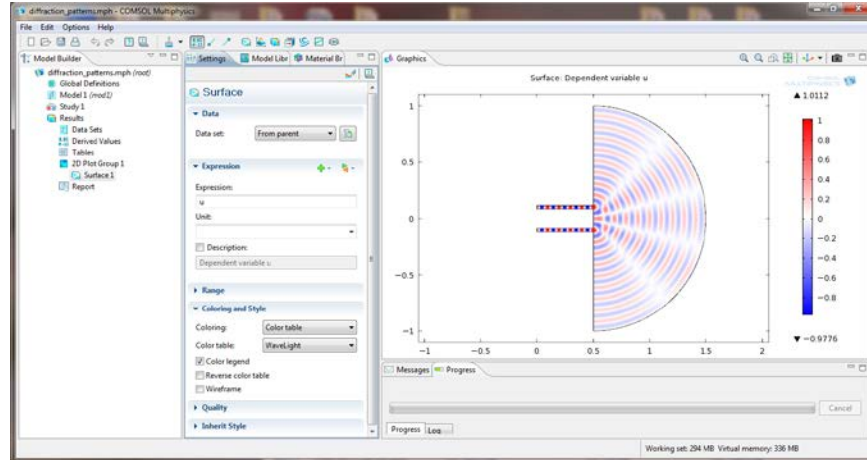 diffraction_patterns.mph - COMSOL Multiphysics
File Edit Options Help
Model Builder
diffraction_patterns.mph (root)
Global Definitions
Model 1 (mod1)
Study 1
Results
Data Sets
Derived Values
Tables
2D Plot Group 1
Surface 1
Report
Settings Model Libr Material Br
Surface
Data
Data set: From parent
Expression
Expression:
u
Unit:
Description:
Dependent variable u
Range
Coloring and Style
Coloring: Color table
Color table: WaveLight
Color legend
Reverse color table
Wireframe
Quality
Inherit Style
Graphics
Surface: Dependent variable u
1
0.5
0
-0.5
-1
-1 -0.5 0 0.5 1 1.5 2
▲ 1.0112
1
0.8
0.6
0.4
0.2
0
-0.2
-0.4
-0.6
-0.8
▼ -0.9776
Messages Progress
Cancel
Progress Log
Working set: 294 MB Virtual memory: 336 MB